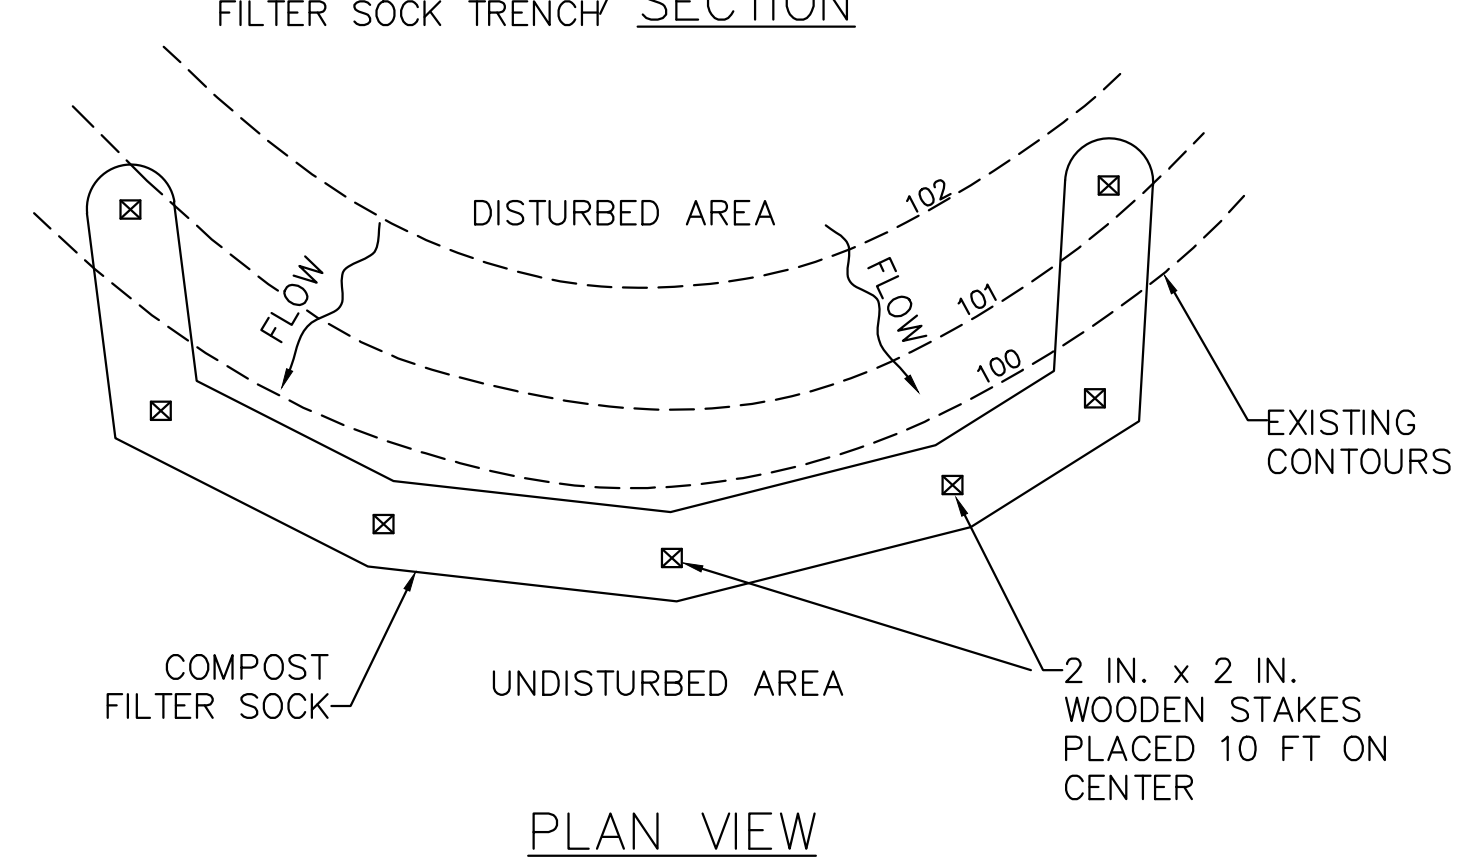 FILTER SOCK TRENCH
SECTION
DISTURBED AREA
102
FLOW
FLOW
101
100
EXISTING
CONTOURS
COMPOST
FILTER SOCK
UNDISTURBED AREA
2 IN. x 2 IN.
WOODEN STAKES
PLACED 10 FT ON
CENTER
PLAN VIEW